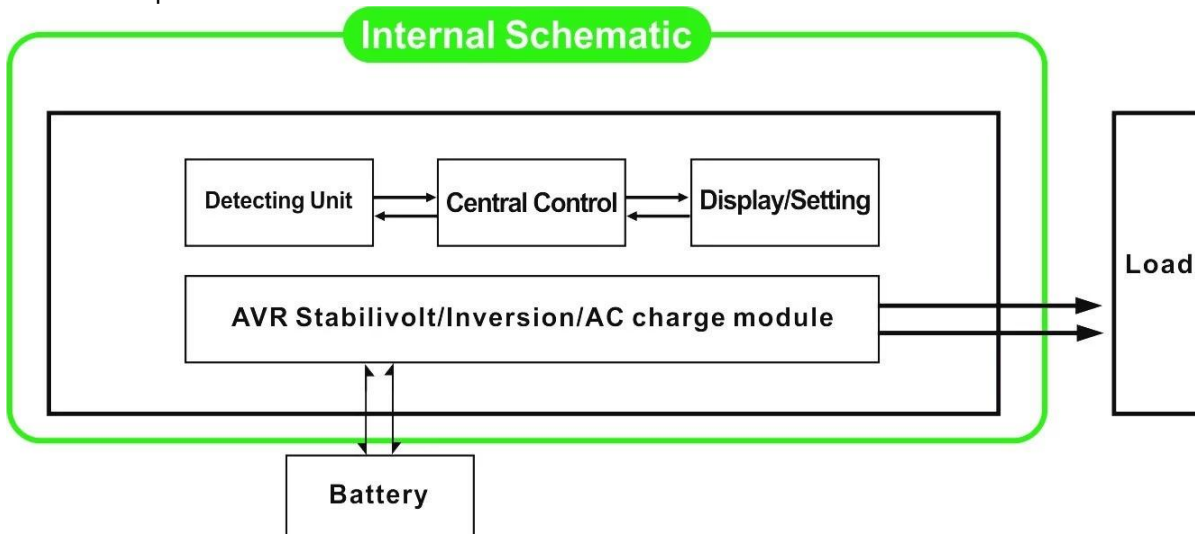 Internal Schematic
Detecting Unit
Central Control
Display/Setting
AVR Stabilivolt/Inversion/AC charge module
Load
Battery